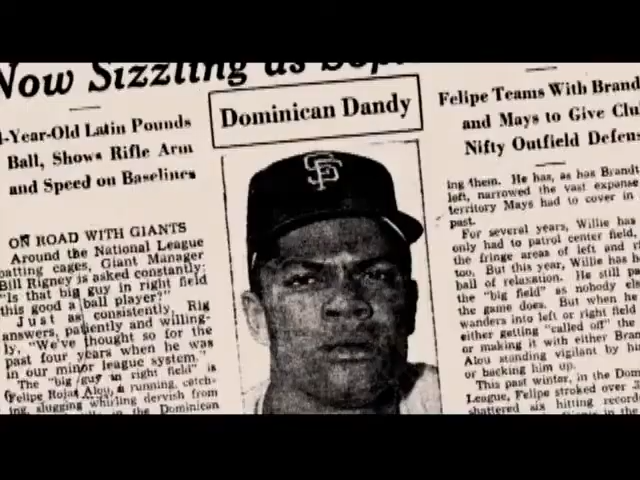 Now Sizzling as
-Year-Old Latin Pounds
Ball, Shows Rifle Arm
and Speed on Baselines
ON ROAD WITH GIANTS
Around the National League
batting cages, Giant Manager
Bill Rigney is asked constantly:
"Is that big guy in right field
this good a ball player?"
Just as consistently, Rig
answers, patiently and willing-
ly, "We've thought so for the
past four years when he was
in our minor league system."
The "big guy in right field" is
Felipe Rojas Alou, a running, catch-
ing, slugging whirling dervish from
in the Dominican
Dominican Dandy
SF
Felipe Teams With Brand
and Mays to Give Clu
Nifty Outfield Defens
ing them. He has, as has Brandt
left, narrowed the vast expanse
territory Mays had to cover in
past.
For several years, Willie has
only had to patrol center field,
the fringe areas of left and
too. But this year, Willie has h
ball of relaxation. He still pa
the "big field" as nobody els
the game does. But when he
wanders into left or right field
either getting "called off" the
or making it with either Bran
Alou standing vigilant by his
or backing him up.
This past winter, in the Dom
League, Felipe stroked over
shattered six hitting record